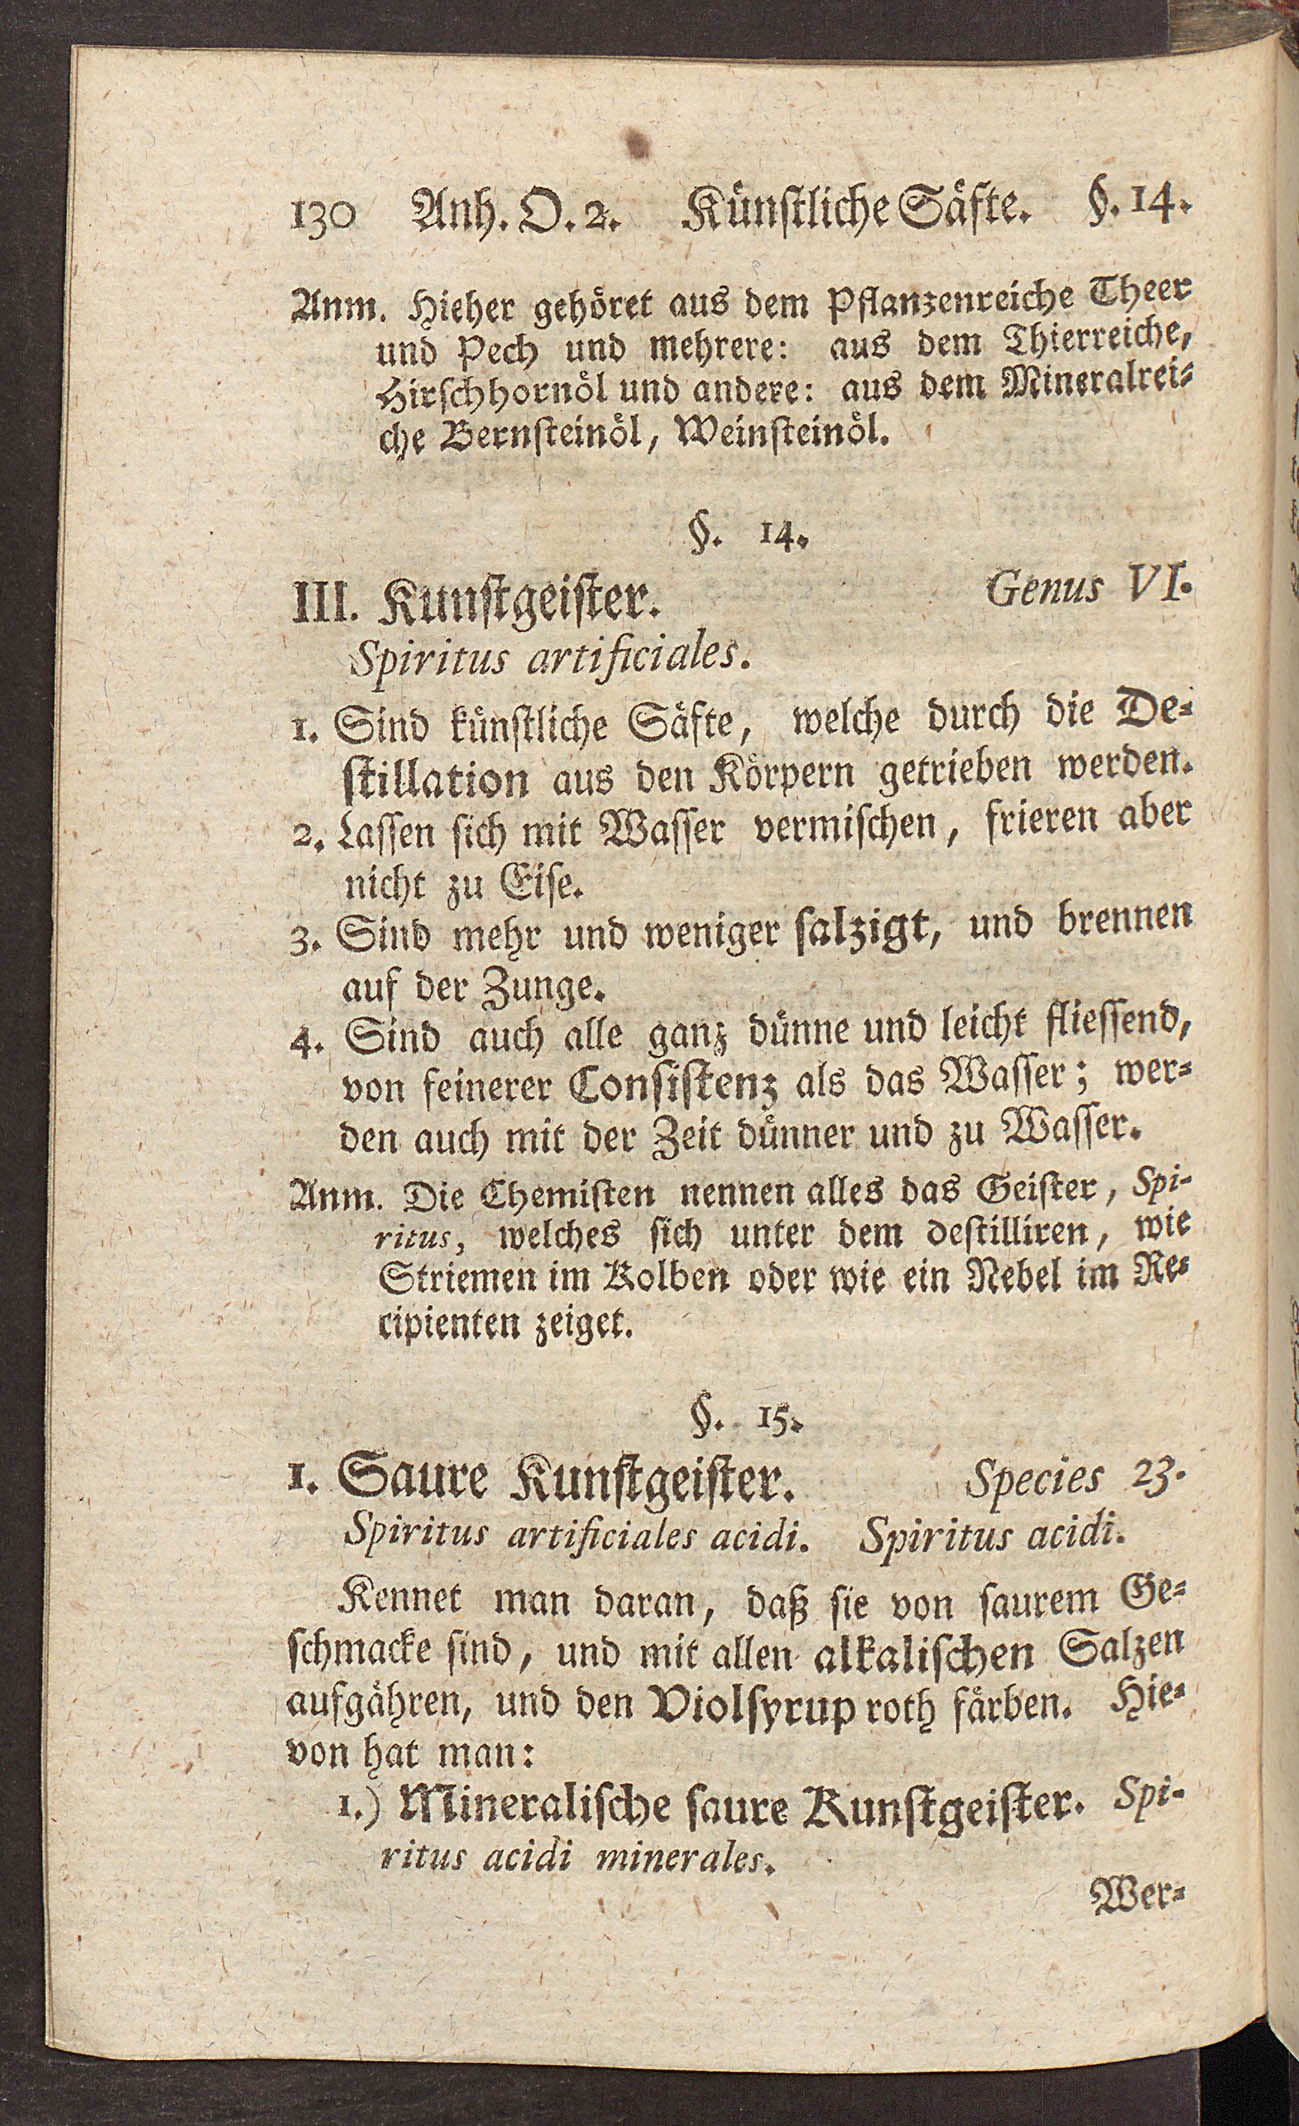 130 Anh. O. 2. Künstliche Säfte. §. 14.
Anm. Hieher gehöret aus dem Pflanzenreiche Theer
und Pech und mehrere: aus dem Thierreiche,
Hirschhornöl und andere: aus dem Mineralrei-
che Bernsteinöl, Weinsteinöl.
§. 14.
III. Kunstgeister. Genus VI.
Spiritus artificiales.
1. Sind künstliche Säfte, welche durch die De-
stillation aus den Körpern getrieben werden.
2. Lassen sich mit Wasser vermischen, frieren aber
nicht zu Eise.
3. Sind mehr und weniger salzigt, und brennen
auf der Zunge.
4. Sind auch alle ganz dünne und leicht fliessend,
von feinerer Consistenz als das Wasser; wer-
den auch mit der Zeit dünner und zu Wasser.
Anm. Die Chemisten nennen alles das Geister, Spi-
ritus, welches sich unter dem destilliren, wie
Striemen im Kolben oder wie ein Nebel im Re-
cipienten zeiget.
§. 15.
1. Saure Kunstgeister. Species 23.
Spiritus artificiales acidi. Spiritus acidi.
Kennet man daran, daß sie von saurem Ge-
schmacke sind, und mit allen alkalischen Salzen
aufgähren, und den Violsyrup roth färben. Hie-
von hat man:
1.) Mineralische saure Kunstgeister. Spi-
ritus acidi minerales.
Wer-